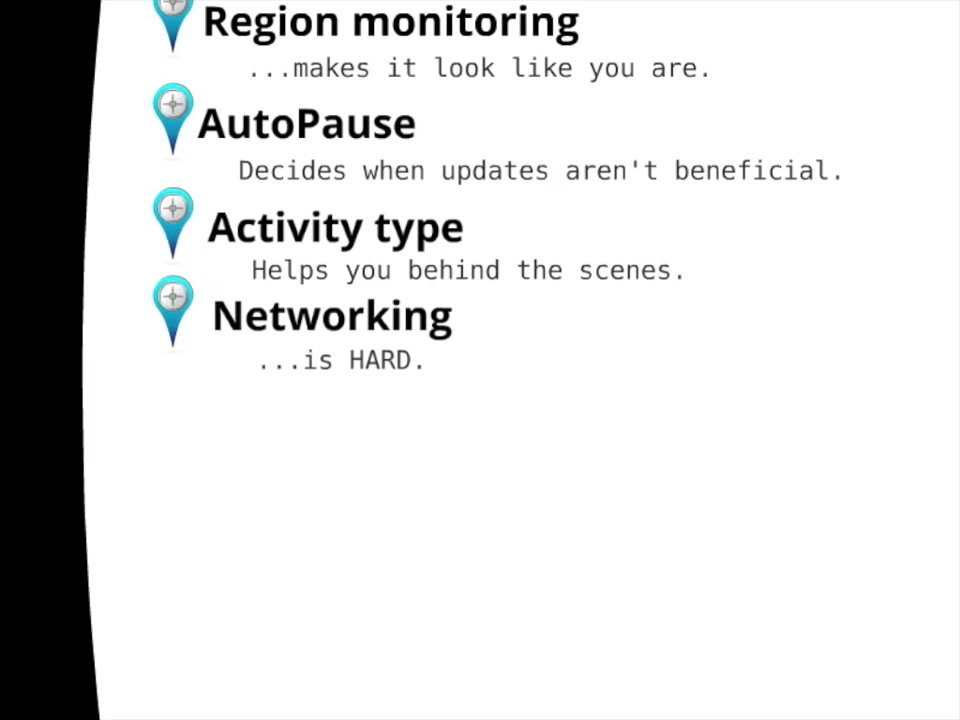 Region monitoring
...makes it look like you are.
AutoPause
Decides when updates aren't beneficial.
Activity type
Helps you behind the scenes.
Networking
...is HARD.